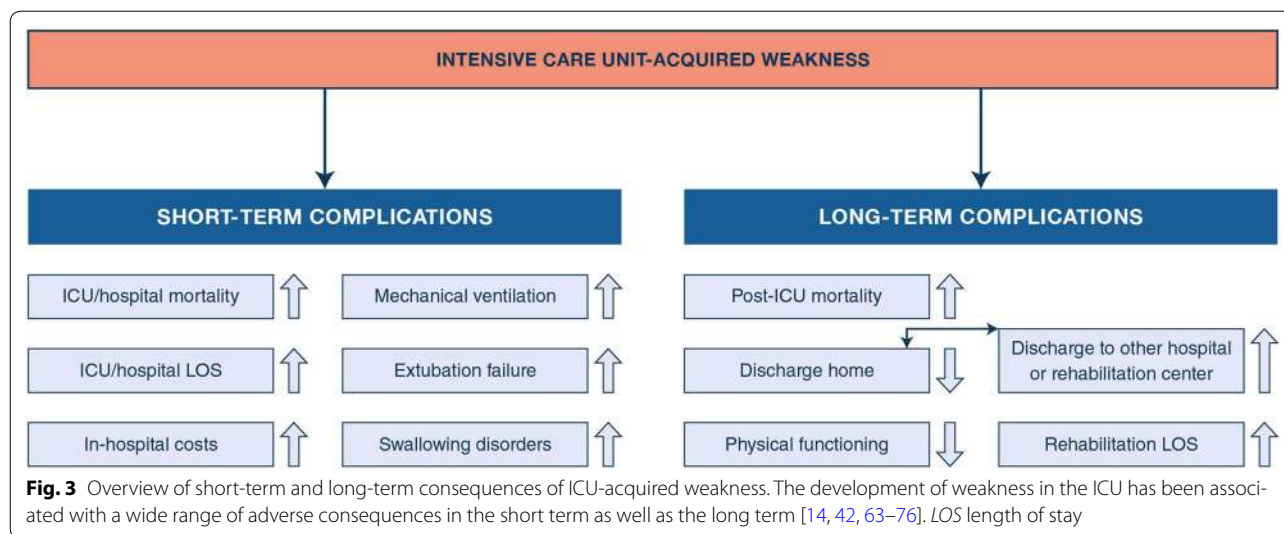 INTENSIVE CARE UNIT-ACQUIRED WEAKNESS
SHORT-TERM COMPLICATIONS
ICU/hospital mortality
Mechanical ventilation
ICU/hospital LOS
Extubation failure
In-hospital costs
Swallowing disorders
LONG-TERM COMPLICATIONS
Post-ICU mortality
Discharge home
Discharge to other hospital
or rehabilitation center
Physical functioning
Rehabilitation LOS
Fig. 3 Overview of short-term and long-term consequences of ICU-acquired weakness. The development of weakness in the ICU has been associ-
ated with a wide range of adverse consequences in the short term as well as the long term [14, 42, 63–76]. LOS length of stay